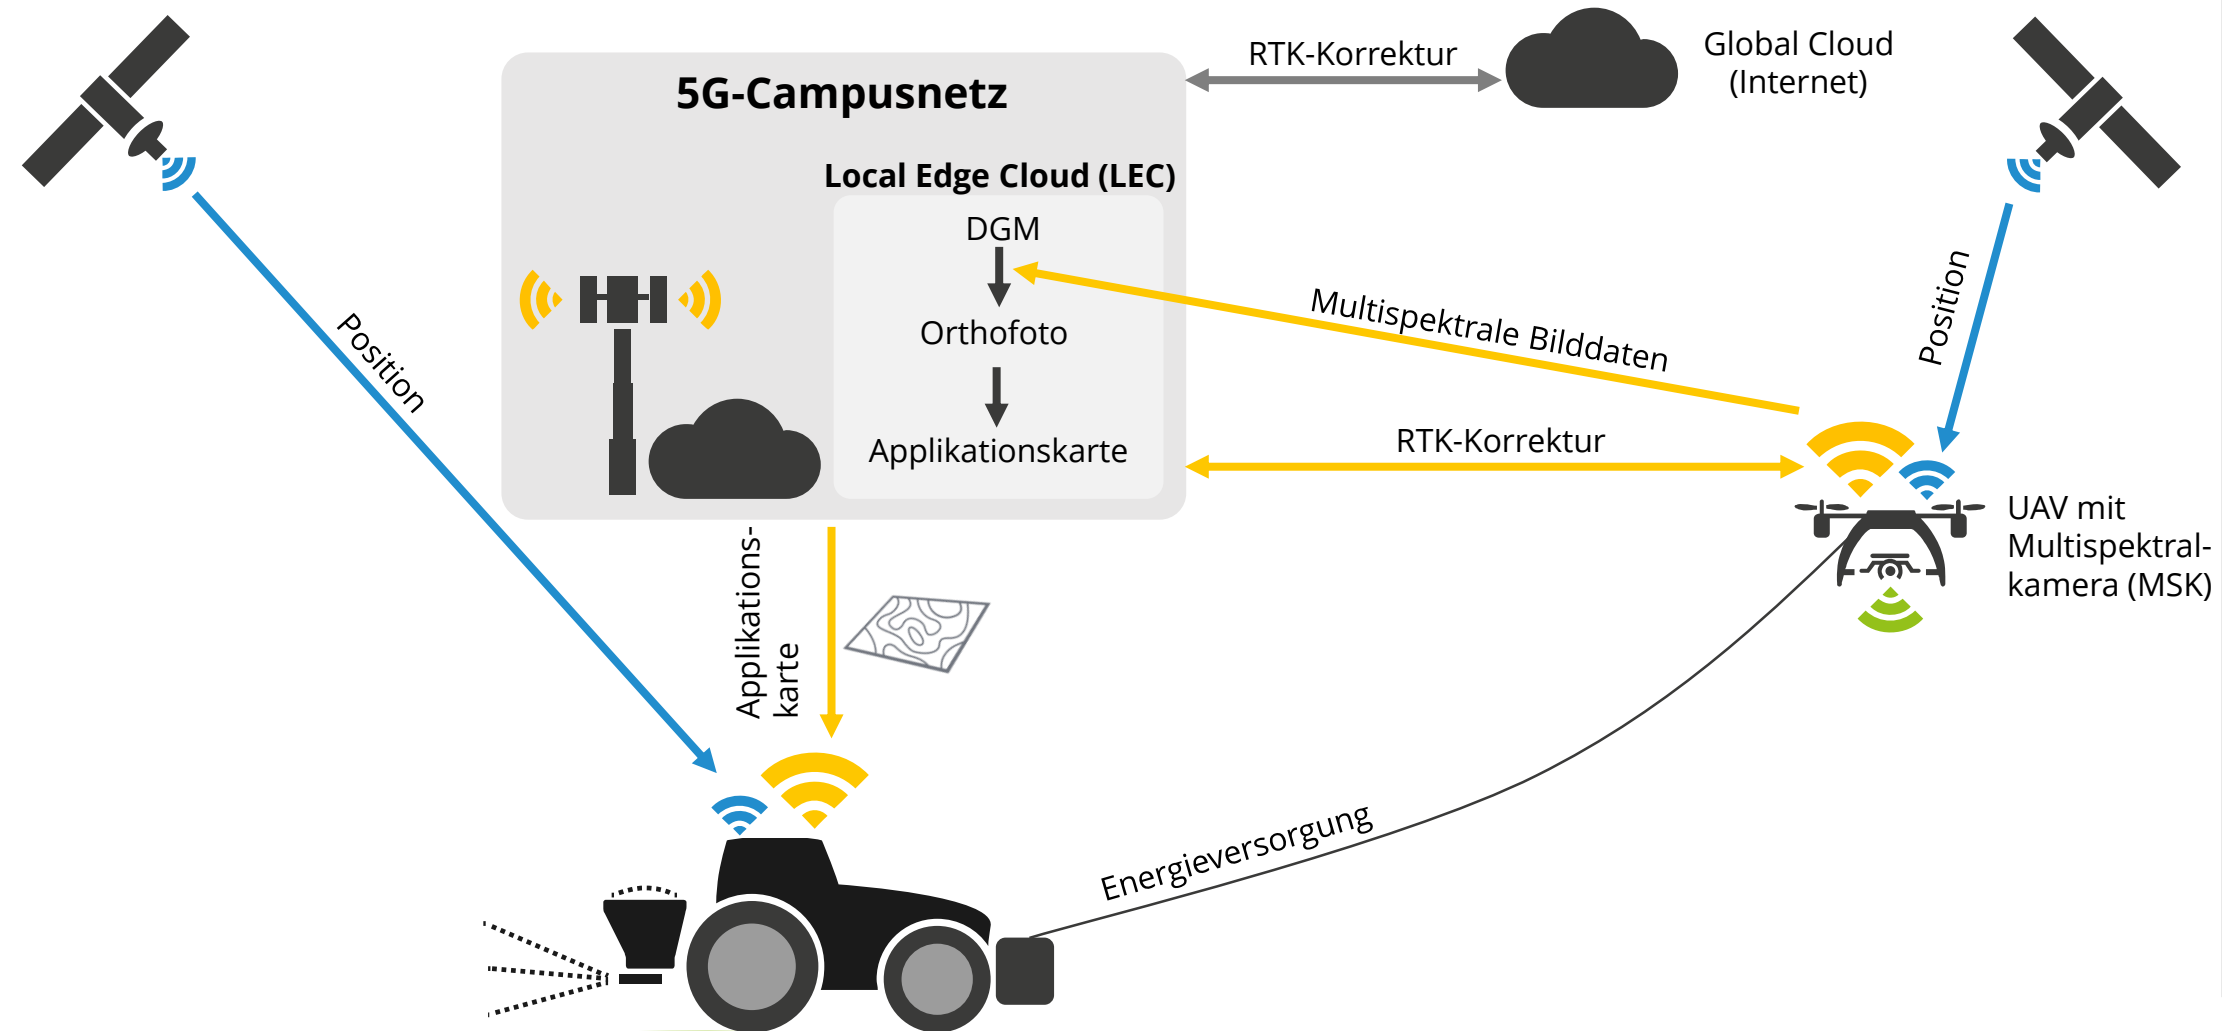 RTK-Korrektur
Global Cloud
(Internet)
5G-Campusnetz
Local Edge Cloud (LEC)
DGM
Orthofoto
Applikationskarte
Multispektrale Bilddaten
Position
Position
RTK-Korrektur
UAV mit
Multispektral-
kamera (MSK)
Applikations-
karte
Energieversorgung